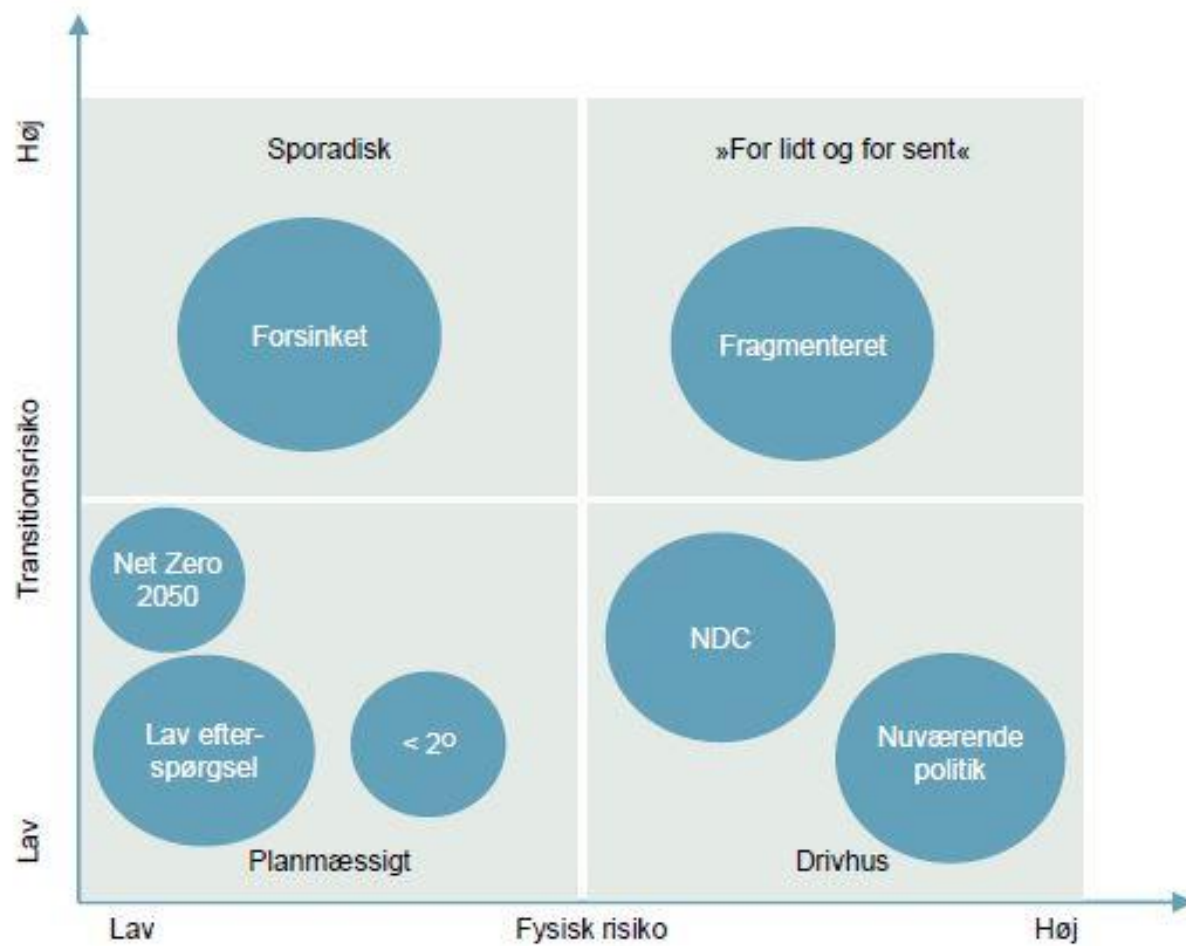 Høj
Sporadisk
»For lidt og for sent«
Forsinket
Fragmenteret
Transitionsrisiko
Net Zero
2050
NDC
Lav efter-
spørgsel
< 2º
Nuværende
politik
Lav
Planmæssigt
Drivhus
Lav
Fysisk risiko
Høj